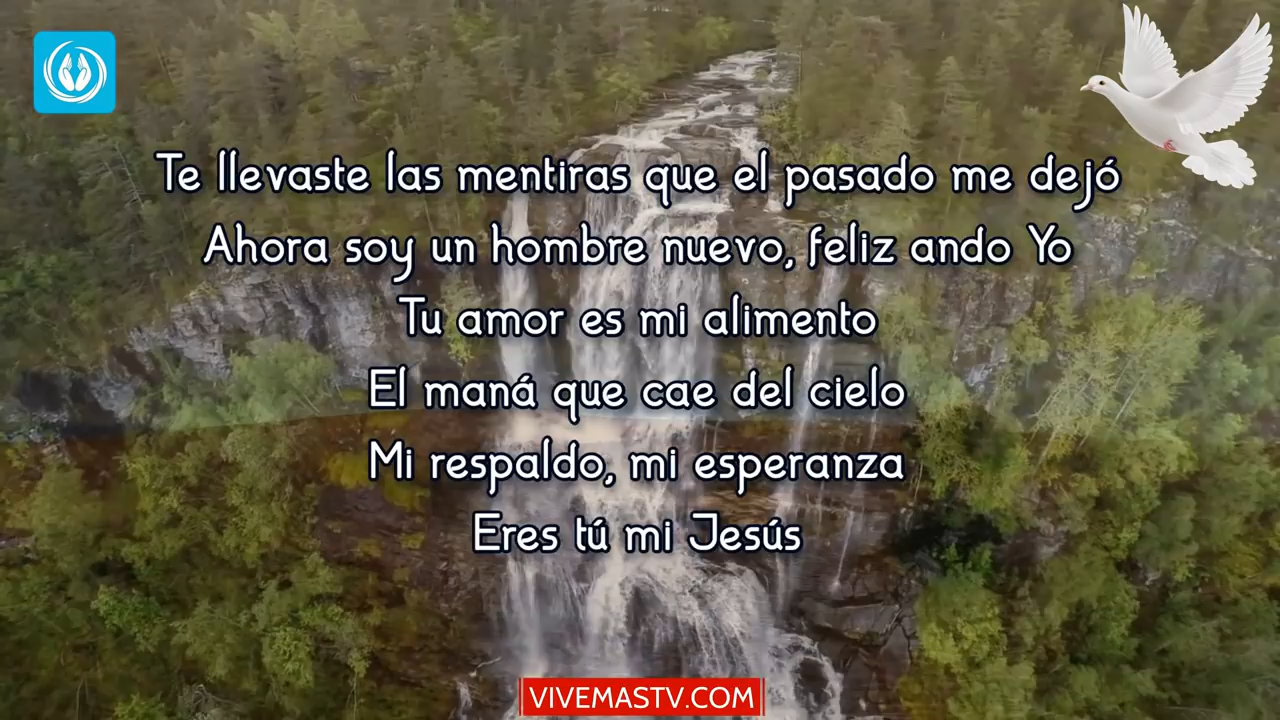 Te llevaste las mentiras que el pasado me dejó
Ahora soy un hombre nuevo, feliz ando Yo
Tu amor es mi alimento
El maná que cae del cielo
Mi respaldo, mi esperanza
Eres tú mi Jesús
VIVEMASTV.COM